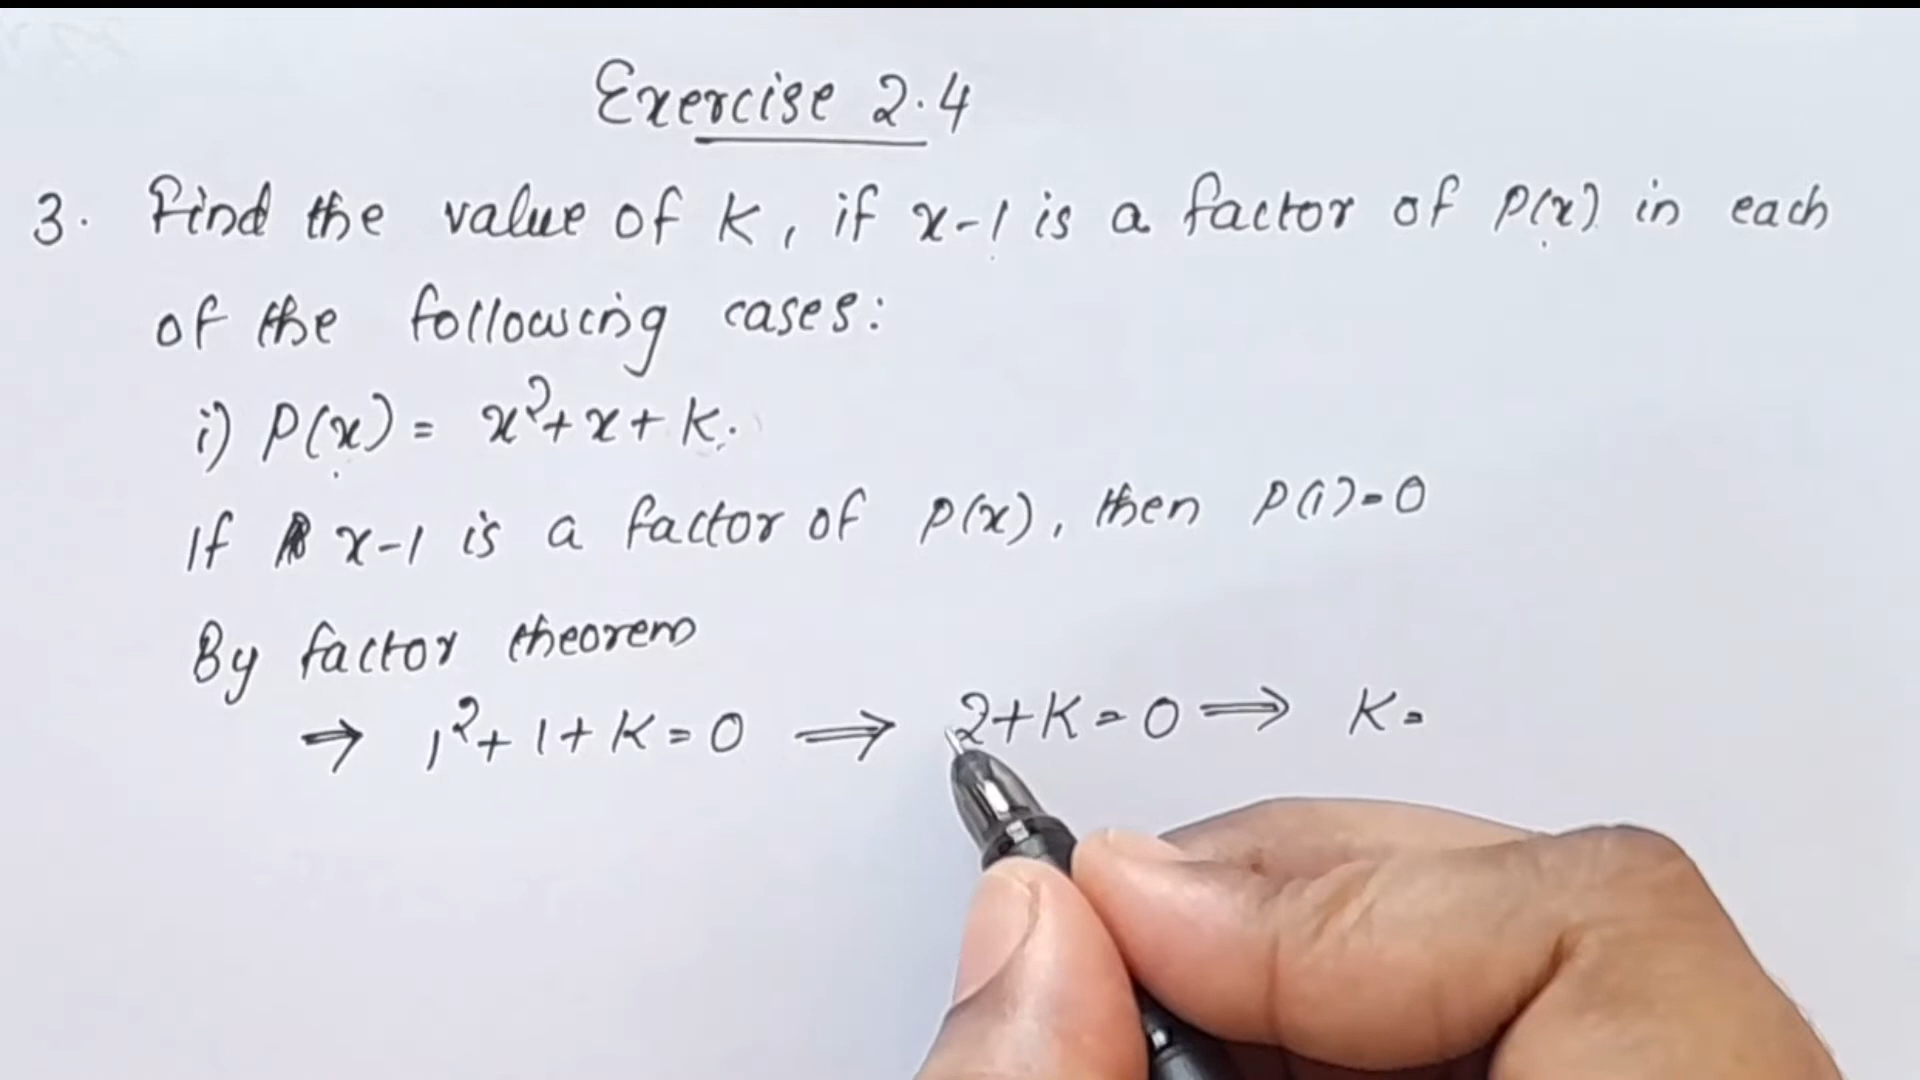 Exercise 2.4
3. Find the value of K, if x-1 is a factor of P(x) in each
of the following cases:
i) P(x) = x²+x+K.
If x-1 is a factor of P(x), then P(1)=0
By factor theorem
⇒ 1²+1+K=0 ⟹ 2+K=0 ⟹ K=